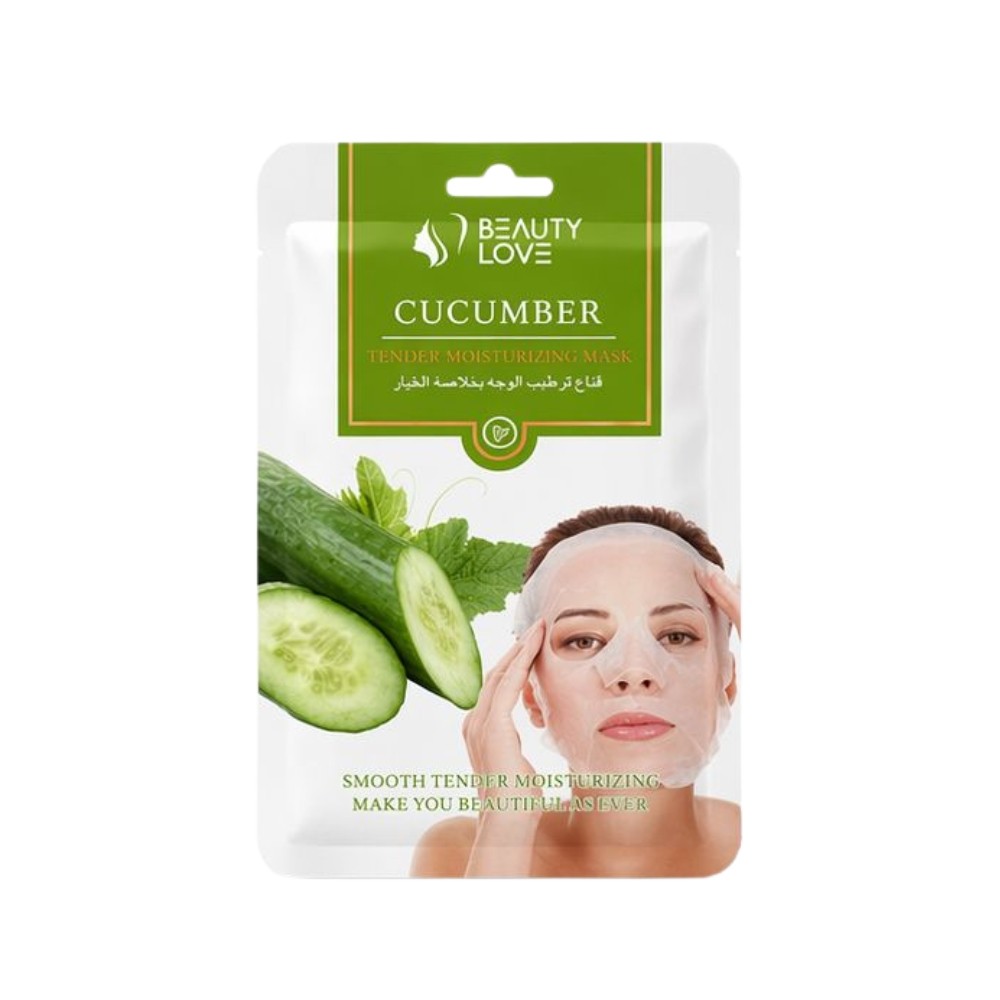 BEAUTY
LOVE
CUCUMBER
TENDER MOISTURIZING MASK
قناع ترطيب الوجه بخلاصة الخيار
SMOOTH TENDER MOISTURIZING
MAKE YOU BEAUTIFUL AS EVER